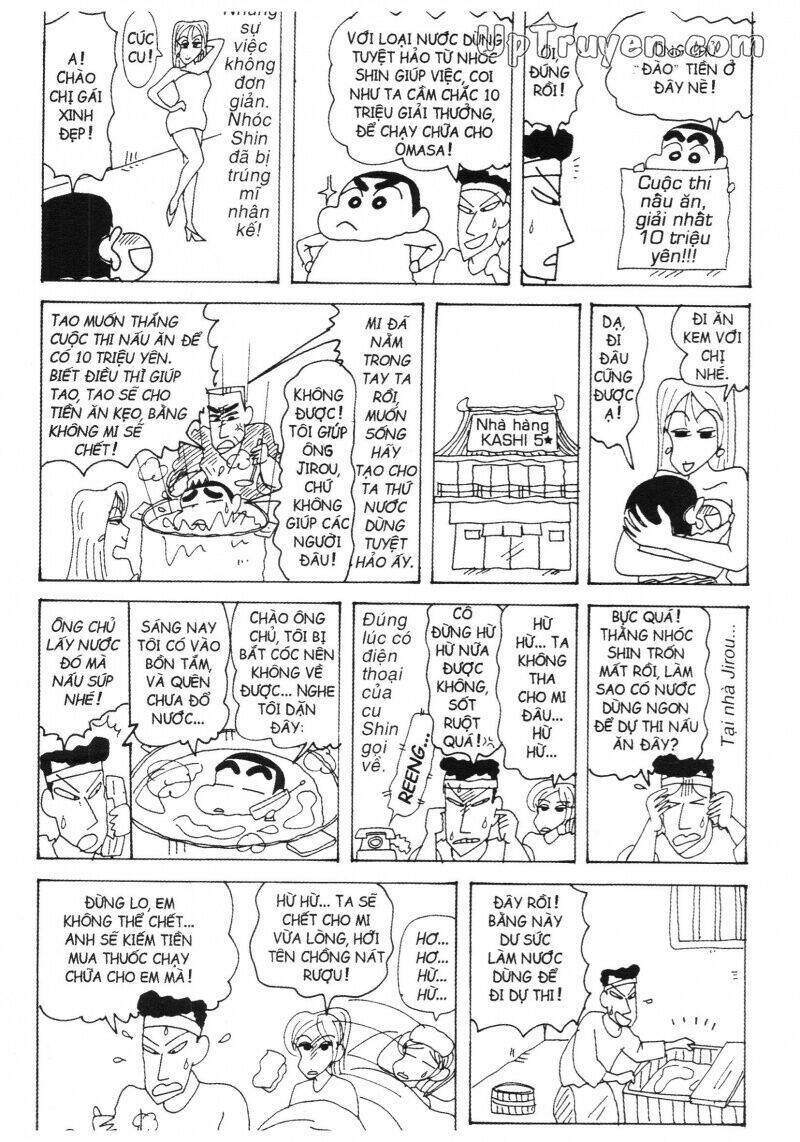 UpTruyen.com
ÔNG CHỦ
"ĐÀO" TIỀN Ở
ĐÂY NÈ!
Cuộc thi
nấu ăn,
giải nhất
10 triệu
yên!!!
ĐÚNG
RỒI!
VỚI LOẠI NƯỚC DÙNG
TUYỆT HẢO TỪ NHÓC
SHIN GIÚP VIỆC, COI
NHƯ TA CẦM CHẮC 10
TRIỆU GIẢI THƯỞNG,
ĐỂ CHẠY CHỮA CHO
OMASA!
Nhưng
sự
việc
không
đơn
giản.
Nhóc
Shin
đã bị
trúng
mĩ
nhân
kế!
CÚC
CU!
A!
CHÀO
CHỊ GÁI
XINH
ĐẸP!
ĐI ĂN
KEM VỚI
CHỊ
NHÉ.
DẠ,
ĐI
ĐÂU
CŨNG
ĐƯỢC
Ạ!
Nhà hàng
KASHI 5★
MI ĐÃ
NẰM
TRONG
TAY TA
RỒI,
MUỐN
SỐNG
HÃY
TẠO CHO
TA THỨ
NƯỚC
DÙNG
TUYỆT
HẢO ẤY.
KHÔNG
ĐƯỢC!
TÔI GIÚP
ÔNG
JIROU,
CHỨ
KHÔNG
GIÚP CÁC
NGƯỜI
ĐÂU!
TAO MUỐN THẮNG
CUỘC THI NẤU ĂN ĐỂ
CÓ 10 TRIỆU YÊN.
BIẾT ĐIỀU THÌ GIÚP
TAO, TAO SẼ CHO
TIỀN ĂN KẸO, BẰNG
KHÔNG MI SẼ
CHẾT!
Tại nhà Jirou...
BỰC QUÁ!
THẰNG NHÓC
SHIN TRỐN
MẤT RỒI, LÀM
SAO CÓ NƯỚC
DÙNG NGON
ĐỂ DỰ THI NẤU
ĂN ĐÂY?
HỪ
HỪ... TA
KHÔNG
THA
CHO MI
ĐÂU...
HỪ
HỪ...
CÔ
ĐỪNG HỪ
HỪ NỮA
ĐƯỢC
KHÔNG,
SỐT
RUỘT
QUÁ!
Đúng
lúc có
điện
thoại
của
cu
Shin
gọi
về.
REENG...
CHÀO ÔNG
CHỦ, TÔI BỊ
BẮT CÓC NÊN
KHÔNG VỀ
ĐƯỢC... NGHE
TÔI DẶN
ĐÂY:
SÁNG NAY
TÔI CÓ VÀO
BỒN TẮM,
VÀ QUÊN
CHƯA ĐỔ
NƯỚC...
ÔNG CHỦ
LẤY NƯỚC
ĐÓ MÀ
NẤU SÚP
NHÉ!
ĐÂY RỒI!
BẰNG NÀY
DƯ SỨC
LÀM NƯỚC
DÙNG ĐỂ
ĐI DỰ THI!
HƠ...
HƠ...
HỪ...
HỪ...
HỪ HỪ... TA SẼ
CHẾT CHO MI
VỪA LÒNG, HỠI
TÊN CHỒNG NÁT
RƯỢU!
ĐỪNG LO, EM
KHÔNG THỂ CHẾT...
ANH SẼ KIẾM TIỀN
MUA THUỐC CHẠY
CHỮA CHO EM MÀ!